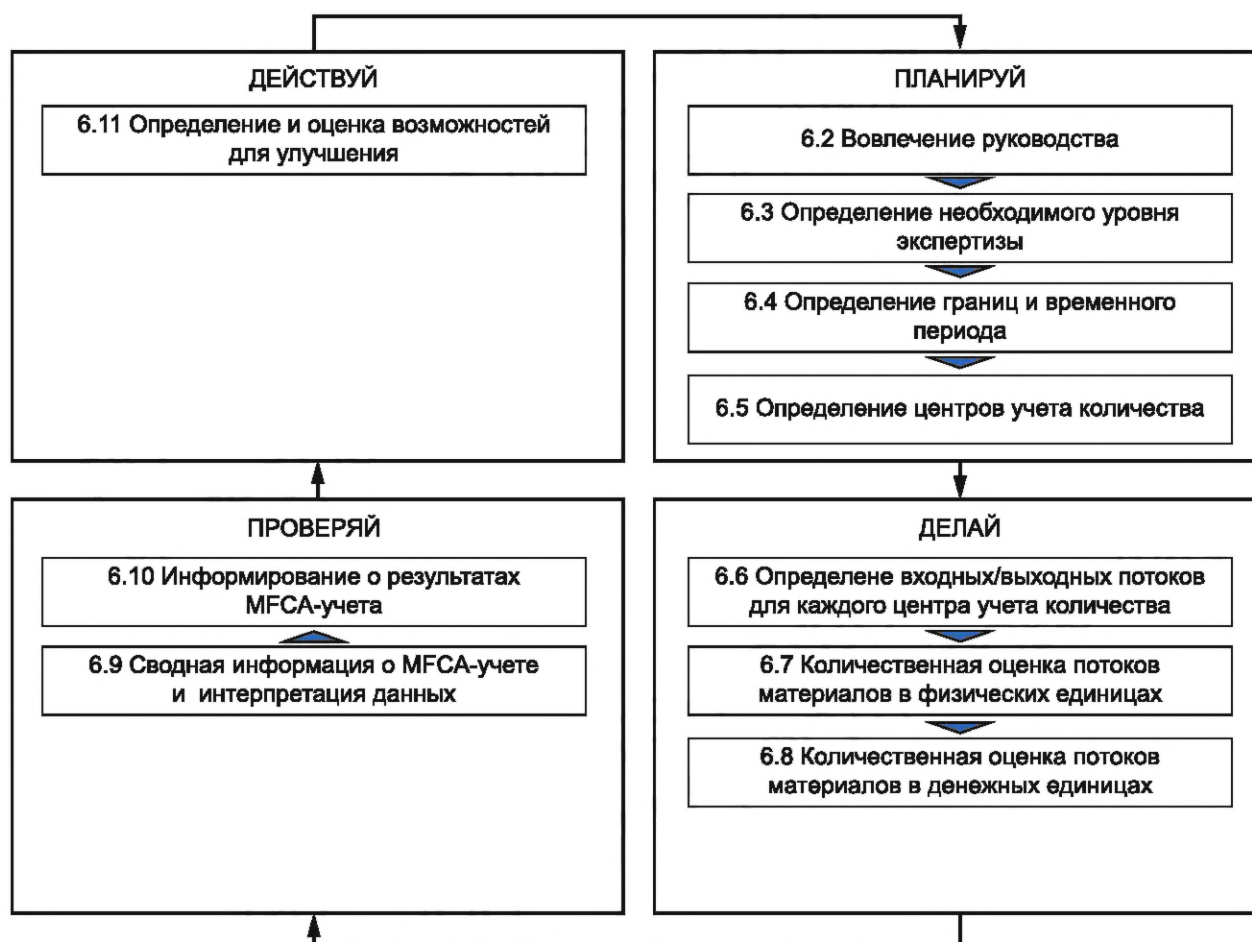 ДЕЙСТВУЙ
6.11 Определение и оценка возможностей
для улучшения
ПЛАНИРУЙ
6.2 Вовлечение руководства
6.3 Определение необходимого уровня
экспертизы
6.4 Определение границ и временного
периода
6.5 Определение центров учета количества
ПРОВЕРЯЙ
6.10 Информирование о результатах
MFCA-учета
6.9 Сводная информация о MFCA-учете
и интерпретация данных
ДЕЛАЙ
6.6 Определене входных/выходных потоков
для каждого центра учета количества
6.7 Количественная оценка потоков
материалов в физических единицах
6.8 Количественная оценка потоков
материалов в денежных единицах